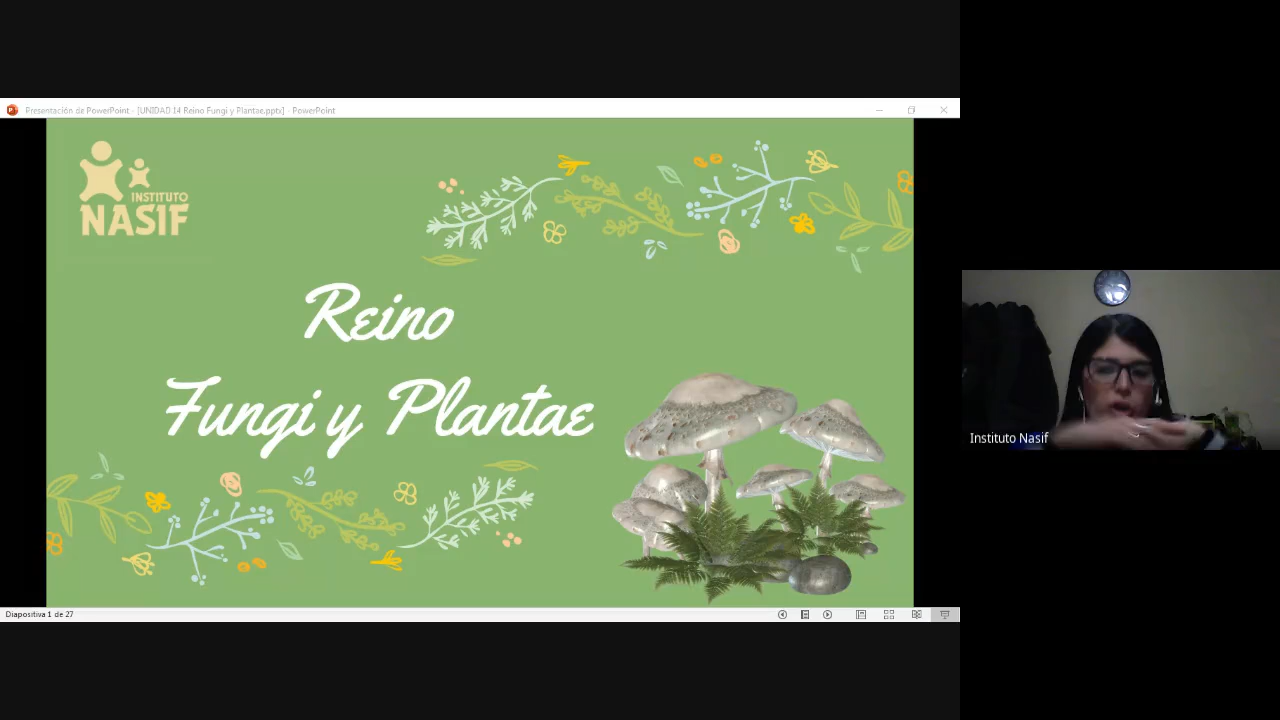 Presentación de PowerPoint - [UNIDAD 14 Reino Fungi y Plantae.pptx] - PowerPoint
INSTITUTO
NASIF
Reino
Fungi y Plantae
Instituto Nasif
Diapositiva 1 de 27